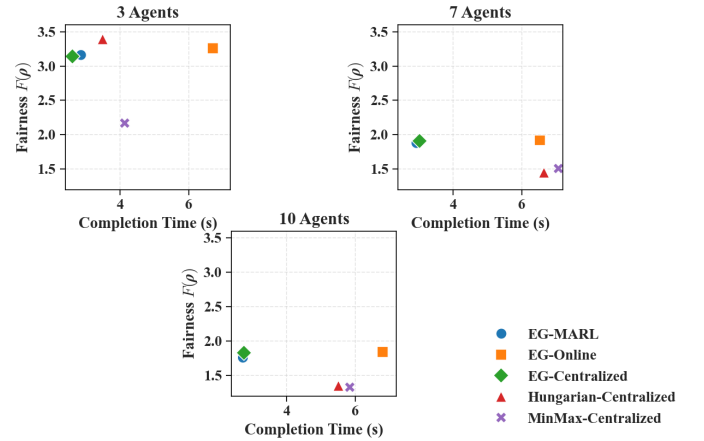 3 Agents
3.5
3.0
2.5
2.0
1.5
Fairness F(ρ)
4
6
Completion Time (s)
7 Agents
3.5
3.0
2.5
2.0
1.5
Fairness F(ρ)
4
6
Completion Time (s)
10 Agents
3.5
3.0
2.5
2.0
1.5
Fairness F(ρ)
4
6
Completion Time (s)
EG-MARL
EG-Online
EG-Centralized
Hungarian-Centralized
MinMax-Centralized